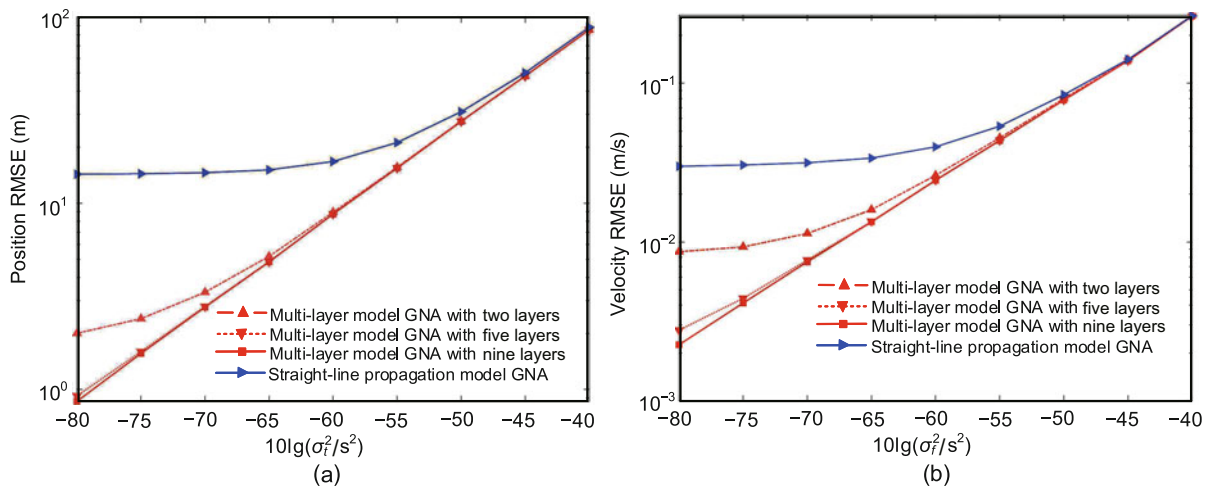 Position RMSE (m)
10²
10¹
10⁰
−80 −75 −70 −65 −60 −55 −50 −45 −40
10lg(σₜ²/s²)
(a)
Multi-layer model GNA with two layers
Multi-layer model GNA with five layers
Multi-layer model GNA with nine layers
Straight-line propagation model GNA
Velocity RMSE (m/s)
10⁻¹
10⁻²
10⁻³
−80 −75 −70 −65 −60 −55 −50 −45 −40
10lg(σ_f²/s²)
(b)
Multi-layer model GNA with two layers
Multi-layer model GNA with five layers
Multi-layer model GNA with nine layers
Straight-line propagation model GNA